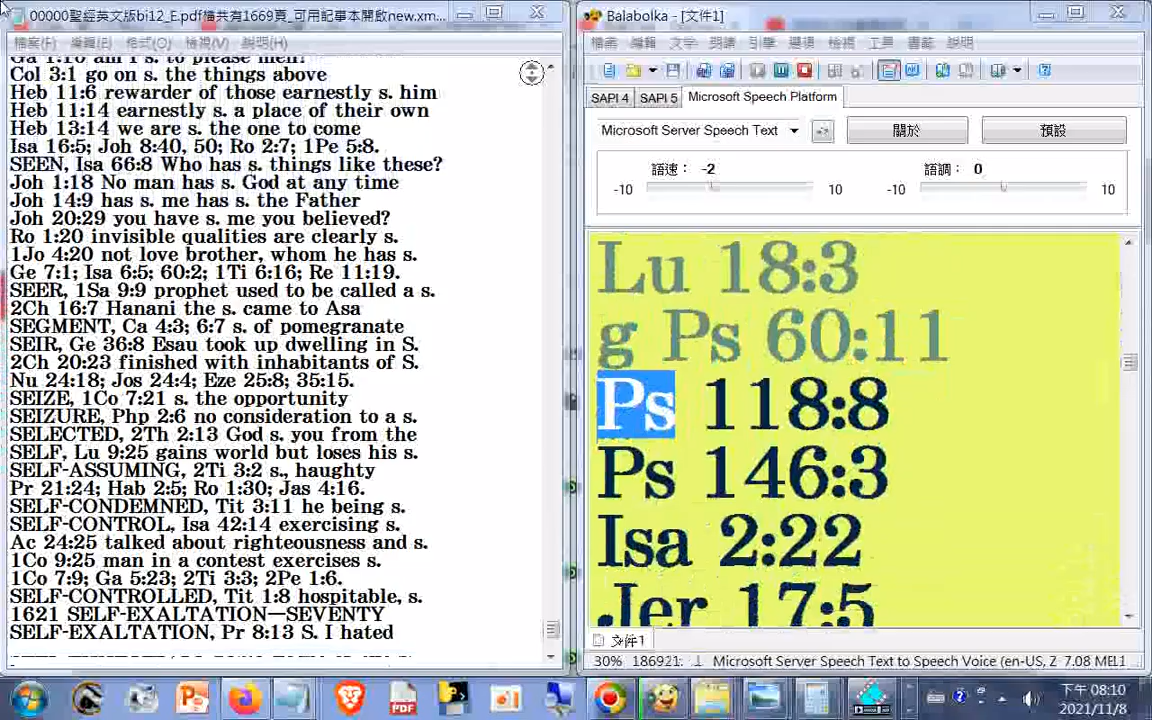 00000聖經英文版bi12_E.pdf檔共有1669頁_可用記事本開啟new.xm...
檔案(F) 編輯(E) 格式(O) 檢視(V) 說明(H)
Ga 1:10 am I s. to please men?
Col 3:1 go on s. the things above
Heb 11:6 rewarder of those earnestly s. him
Heb 11:14 earnestly s. a place of their own
Heb 13:14 we are s. the one to come
Isa 16:5; Joh 8:40, 50; Ro 2:7; 1Pe 5:8.
SEEN, Isa 66:8 Who has s. things like these?
Joh 1:18 No man has s. God at any time
Joh 14:9 has s. me has s. the Father
Joh 20:29 you have s. me you believed?
Ro 1:20 invisible qualities are clearly s.
1Jo 4:20 not love brother, whom he has s.
Ge 7:1; Isa 6:5; 60:2; 1Ti 6:16; Re 11:19.
SEER, 1Sa 9:9 prophet used to be called a s.
2Ch 16:7 Hanani the s. came to Asa
SEGMENT, Ca 4:3; 6:7 s. of pomegranate
SEIR, Ge 36:8 Esau took up dwelling in S.
2Ch 20:23 finished with inhabitants of S.
Nu 24:18; Jos 24:4; Eze 25:8; 35:15.
SEIZE, 1Co 7:21 s. the opportunity
SEIZURE, Php 2:6 no consideration to a s.
SELECTED, 2Th 2:13 God s. you from the
SELF, Lu 9:25 gains world but loses his s.
SELF-ASSUMING, 2Ti 3:2 s., haughty
Pr 21:24; Hab 2:5; Ro 1:30; Jas 4:16.
SELF-CONDEMNED, Tit 3:11 he being s.
SELF-CONTROL, Isa 42:14 exercising s.
Ac 24:25 talked about righteousness and s.
1Co 9:25 man in a contest exercises s.
1Co 7:9; Ga 5:23; 2Ti 3:3; 2Pe 1:6.
SELF-CONTROLLED, Tit 1:8 hospitable, s.
1621 SELF-EXALTATION—SEVENTY
SELF-EXALTATION, Pr 8:13 S. I hated
Balabolka - [文件1]
檔案 編輯 文字 朗讀 引擎 選項 檢視 工具 書籤 說明
SAPI 4 SAPI 5 Microsoft Speech Platform
Microsoft Server Speech Text 關於 預設
語速： -2 語調： 0
-10 10 -10 10
Lu 18:3
g Ps 60:11
Ps 118:8
Ps 146:3
Isa 2:22
Jer 17:5
文件1
30% 186921: Microsoft Server Speech Text to Speech Voice (en-US, Z 7.08 МЕ
PDF
下午 08:10
2021/11/8